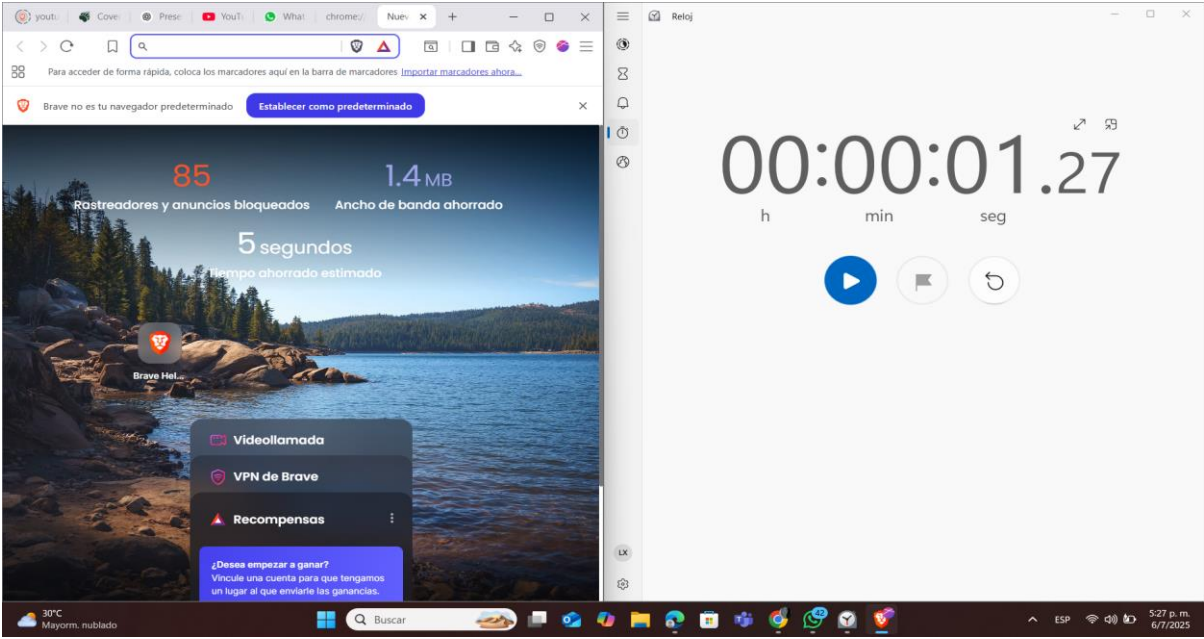 youtu
Cove
Prese
YouTu
What
chrome://
Nuev
Reloj
Para acceder de forma rápida, coloca los marcadores aquí en la barra de marcadores Importar marcadores ahora...
Brave no es tu navegador predeterminado
Establecer como predeterminado
85
1.4 MB
Rastreadores y anuncios bloqueados
Ancho de banda ahorrado
5 segundos
Tiempo ahorrado estimado
Brave Hel...
Videollamada
VPN de Brave
Recompensas
¿Desea empezar a ganar?
Vincule una cuenta para que tengamos
un lugar al que enviarle las ganancias.
00:00:01.27
h min seg
LX
30°C
Mayorm. nublado
Buscar
42
ESP
5:27 p. m.
6/7/2025